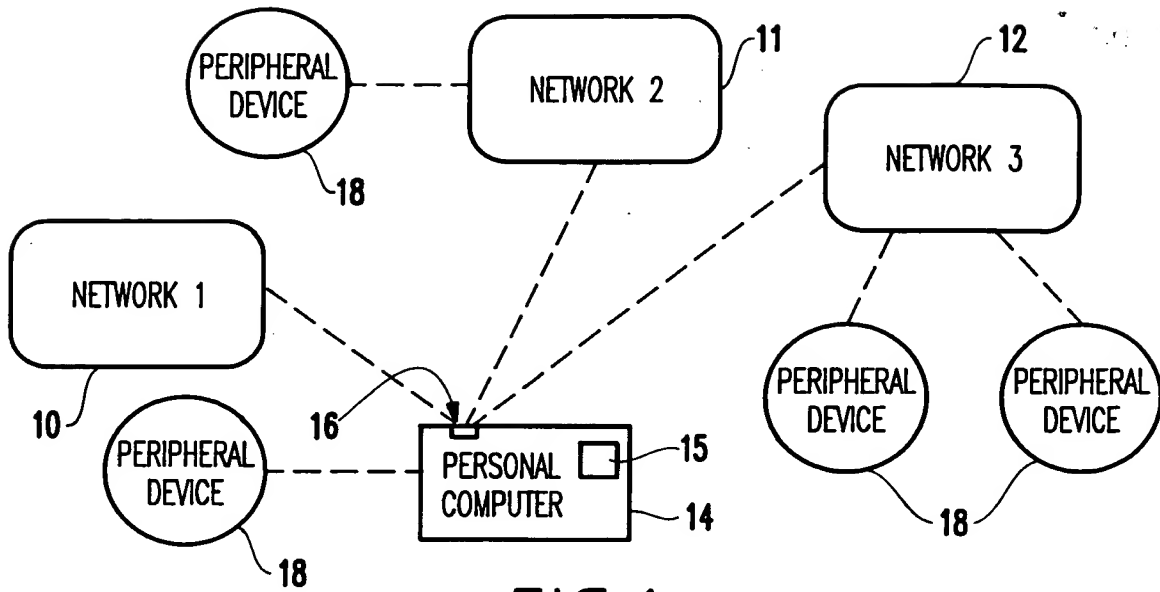 PERIPHERAL
DEVICE
18
NETWORK 2
11
12
NETWORK 3
NETWORK 1
10
16
PERIPHERAL
DEVICE
18
PERSONAL
COMPUTER
15
14
PERIPHERAL
DEVICE
PERIPHERAL
DEVICE
18